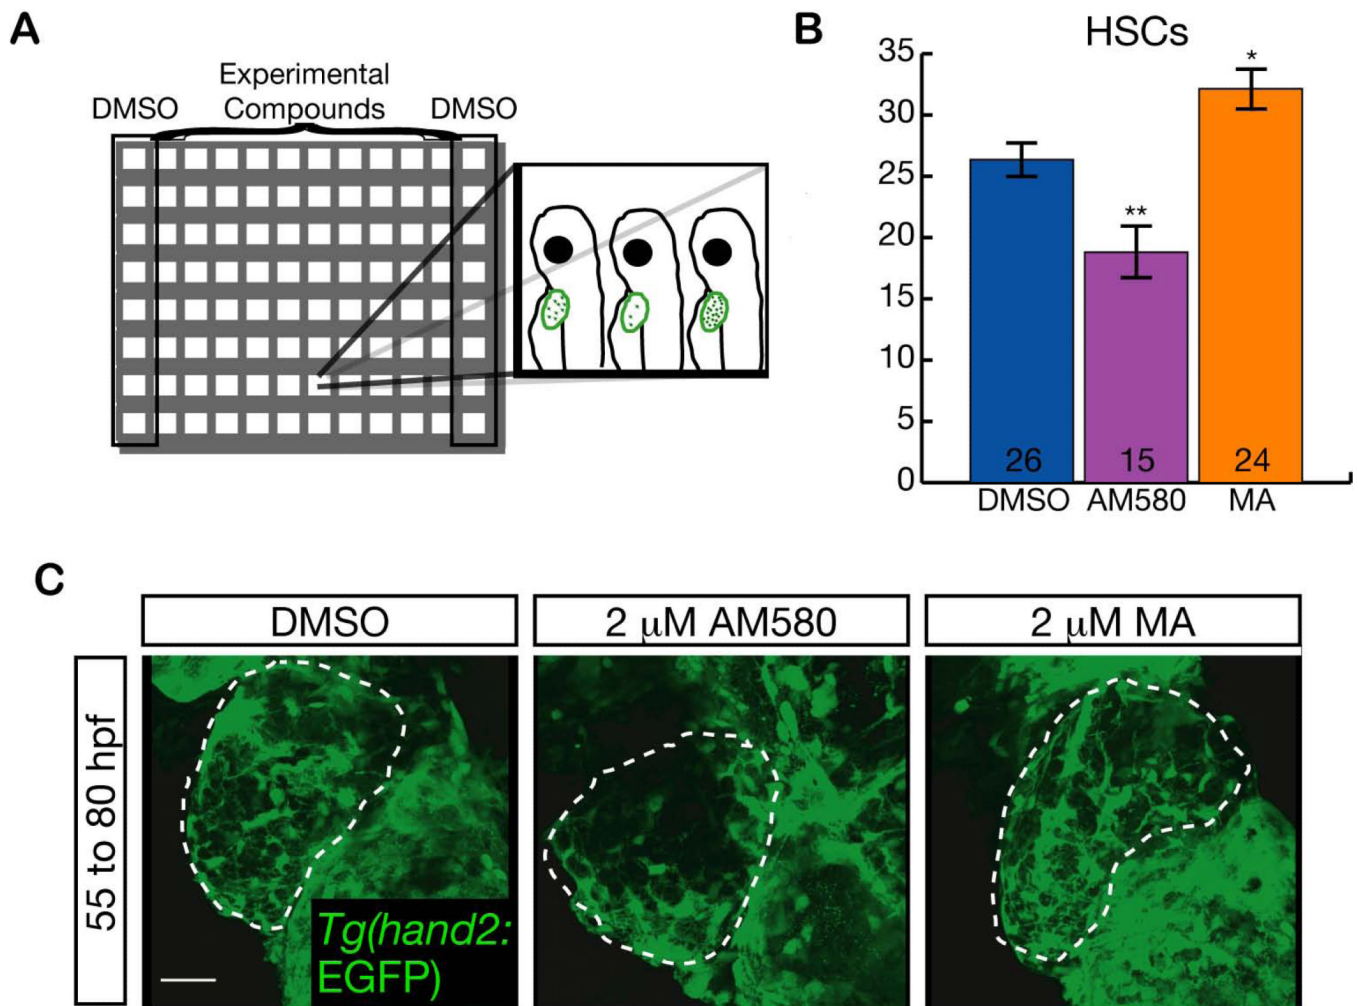 A
Experimental
DMSO Compounds DMSO
B
HSCs
35
30
25
20
15
10
5
0
*
**
26 15 24
DMSO AM580 MA
C
DMSO
2 μM AM580
2 μM MA
55 to 80 hpf
Tg(hand2:
EGFP)